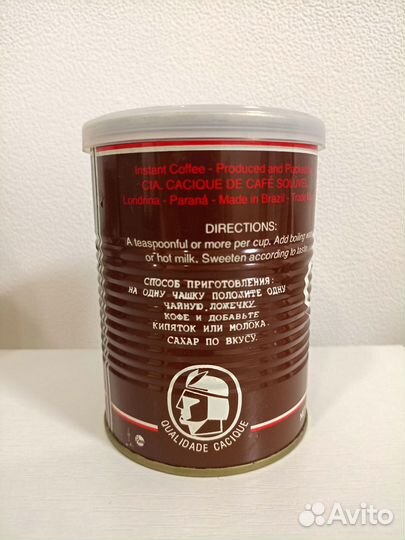 Instant Coffee - Produced and
CIA. CACIQUE DE CAFÉ
Londrina - Paraná - Made in Brazil -
DIRECTIONS:
A teaspoonful or more per cup. Add boiling
or hot milk. Sweeten according to taste
СПОСОБ ПРИГОТОВЛЕНИЯ:
НА ОДНУ ЧАШКУ ПОЛОЖИТЕ ОДНУ
ЧАЙНУЮ ЛОЖЕЧКУ
КОФЕ И ДОБАВЬТЕ
КИПЯТОК ИЛИ МОЛОКА.
САХАР ПО ВКУСУ.
QUALIDADE CACIQUE
Avito